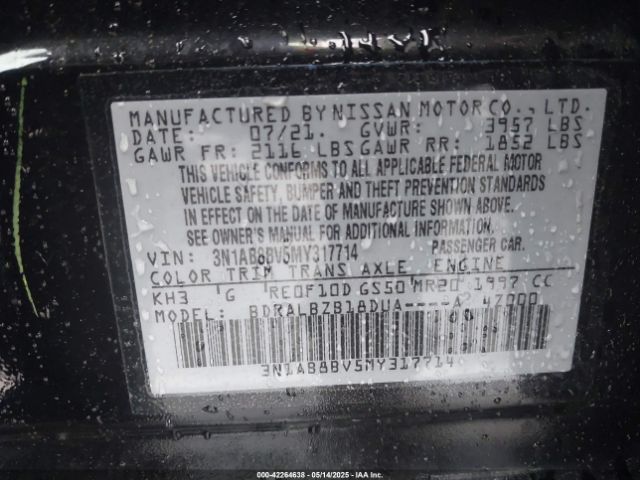 MANUFACTURED BY NISSAN MOTOR CO., LTD.
DATE: 07/21. GVWR: 3957 LBS
GAWR FR: 2116 LBS GAWR RR: 1852 LBS
THIS VEHICLE CONFORMS TO ALL APPLICABLE FEDERAL MOTOR
VEHICLE SAFETY, BUMPER AND THEFT PREVENTION STANDARDS
IN EFFECT ON THE DATE OF MANUFACTURE SHOWN ABOVE.
SEE OWNER'S MANUAL FOR ADDITIONAL INFORMATION.
VIN: 3N1AB8BV5MY317714 PASSENGER CAR.
COLOR TRIM TRANS AXLE ENGINE
KH3 G RE0F10D GS50 MR20 1997 CC
MODEL: BDRALBZB18DUA----A
3N1AB8BV5MY317714
000-42264638 - 05/14/2025 - IAA Inc.